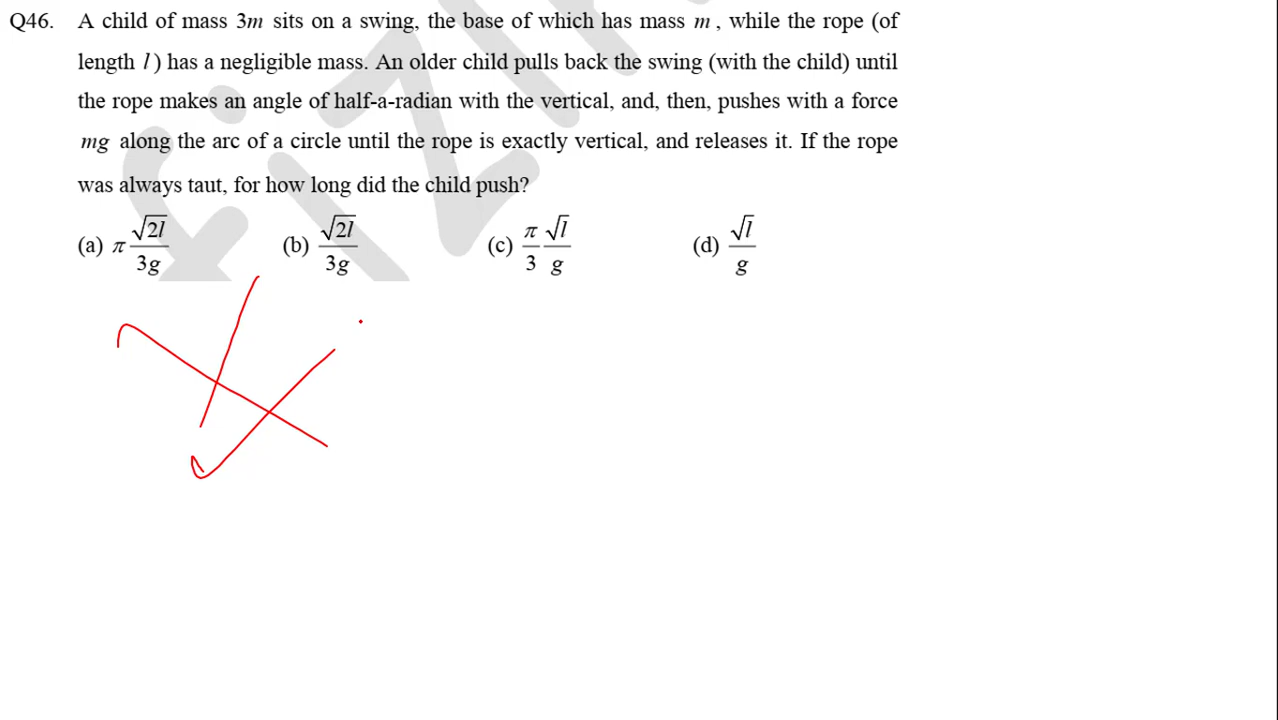 Q46. A child of mass 3m sits on a swing, the base of which has mass m, while the rope (of
length l) has a negligible mass. An older child pulls back the swing (with the child) until
the rope makes an angle of half-a-radian with the vertical, and, then, pushes with a force
mg along the arc of a circle until the rope is exactly vertical, and releases it. If the rope
was always taut, for how long did the child push?
(a) π √2l / 3g (b) √2l / 3g (c) π/3 √l / g (d) √l / g